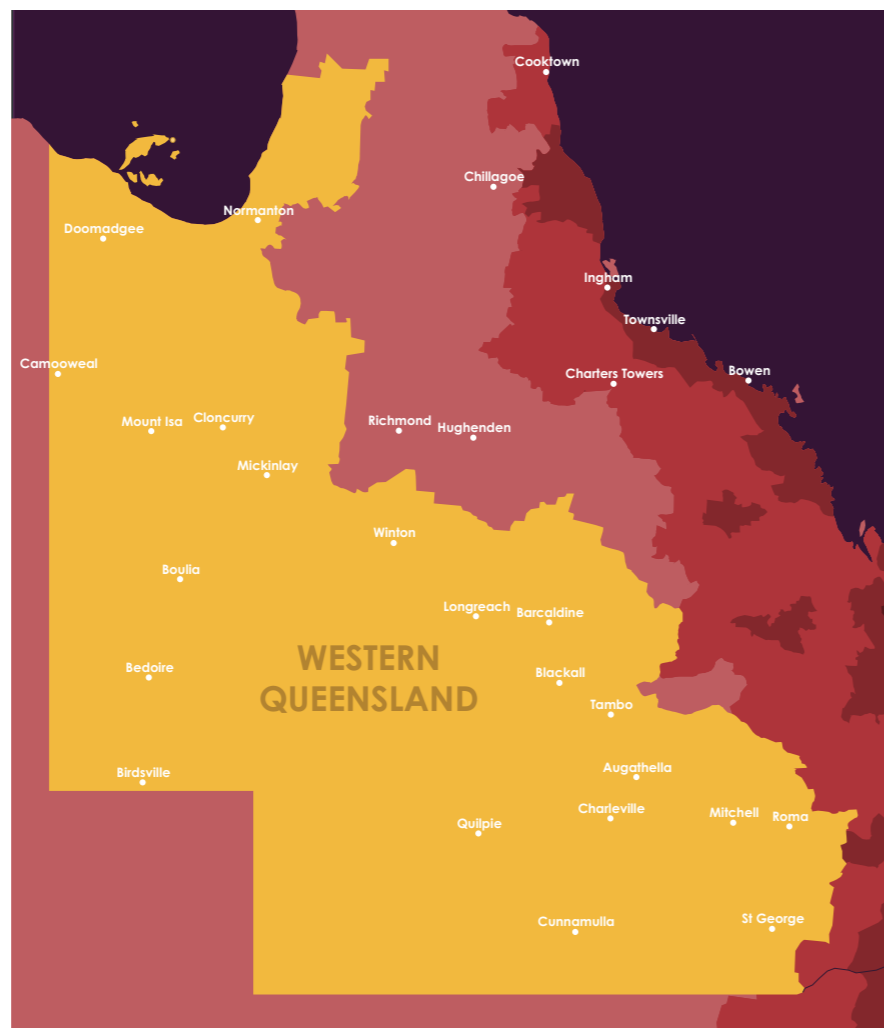 Cooktown
Chillagoe
Normanton
Doomadgee
Ingham
Townsville
Camooweal
Charters Towers
Bowen
Mount Isa
Cloncurry
Richmond
Hughenden
Mickinlay
Winton
Boulia
Longreach
Barcaldine
WESTERN
QUEENSLAND
Bedoire
Blackall
Tambo
Birdsville
Augathella
Quilpie
Charleville
Mitchell
Roma
Cunnamulla
St George